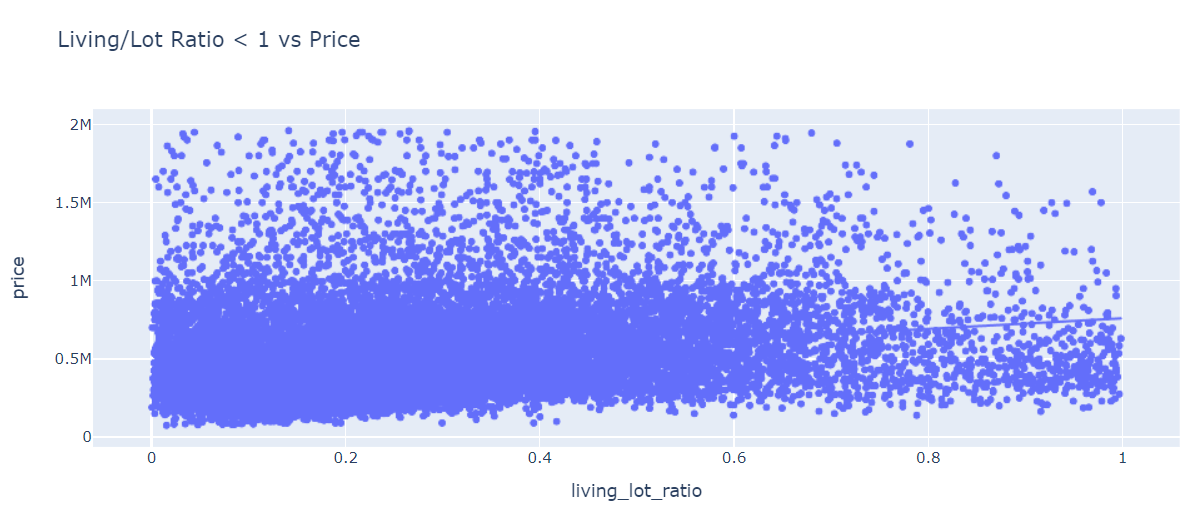 Living/Lot Ratio < 1 vs Price
2M
1.5M
1M
0.5M
0
price
0 0.2 0.4 0.6 0.8 1
living_lot_ratio